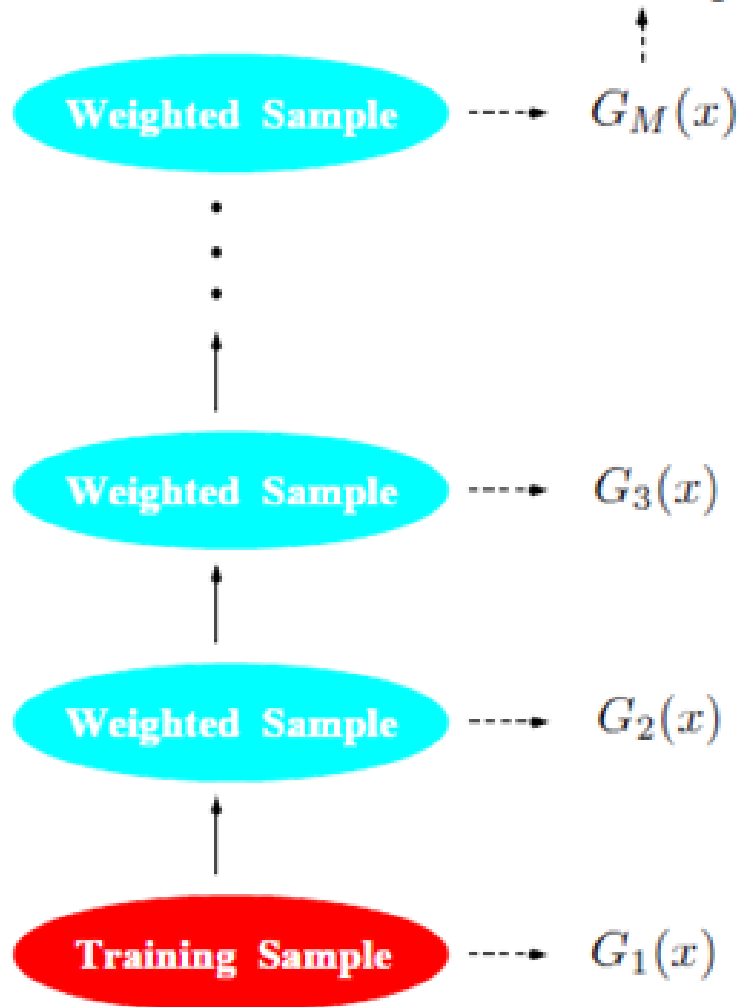 Weighted Sample G_M(x)
Weighted Sample G_3(x)
Weighted Sample G_2(x)
Training Sample G_1(x)